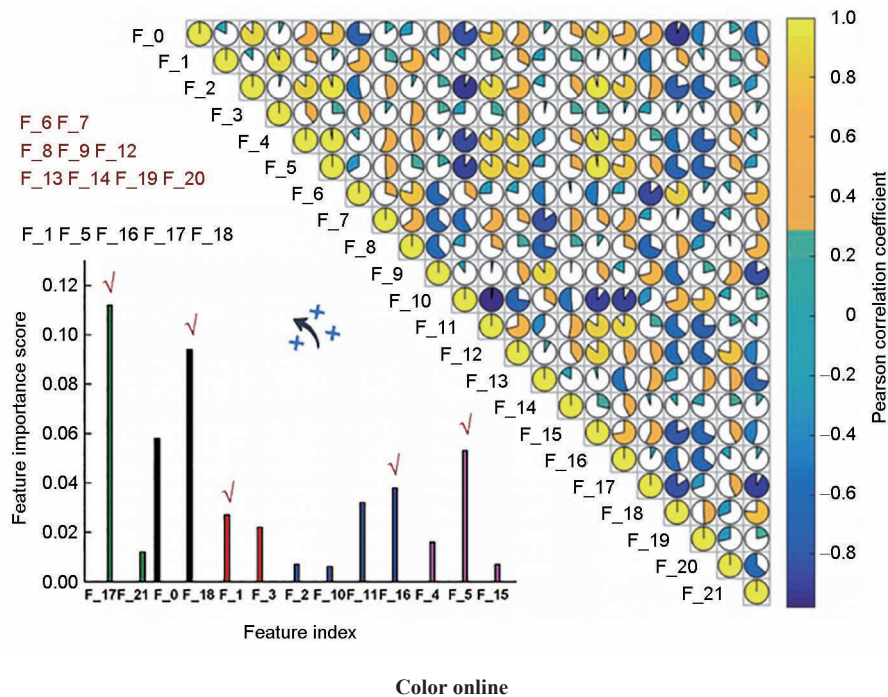 F_0
F_1
F_2
F_3
F_4
F_5
F_6
F_7
F_8
F_9
F_10
F_11
F_12
F_13
F_14
F_15
F_16
F_17
F_18
F_19
F_20
F_21
1.0
0.8
0.6
0.4
0.2
0
−0.2
−0.4
−0.6
−0.8
Pearson correlation coefficient
F_6 F_7
F_8 F_9 F_12
F_13 F_14 F_19 F_20
F_1 F_5 F_16 F_17 F_18
0.12
0.10
0.08
0.06
0.04
0.02
0.00
Feature importance score
F_17 F_21 F_0 F_18 F_1 F_3 F_2 F_10 F_11 F_16 F_4 F_5 F_15
Feature index
Color online